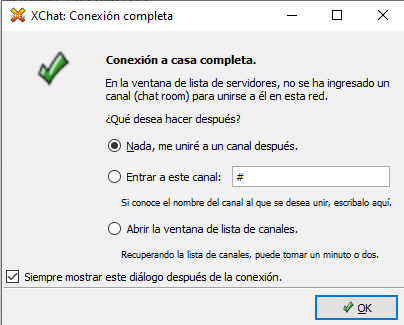 XChat: Conexión completa
Conexión a casa completa.
En la ventana de lista de servidores, no se ha ingresado un
canal (chat room) para unirse a él en esta red.
¿Qué desea hacer después?
Nada, me uniré a un canal después.
Entrar a este canal: #
Si conoce el nombre del canal al que se desea unir, escribalo aquí.
Abrir la ventana de lista de canales.
Recuperando la lista de canales, puede tomar un minuto o dos.
Siempre mostrar este diálogo después de la conexión.
OK